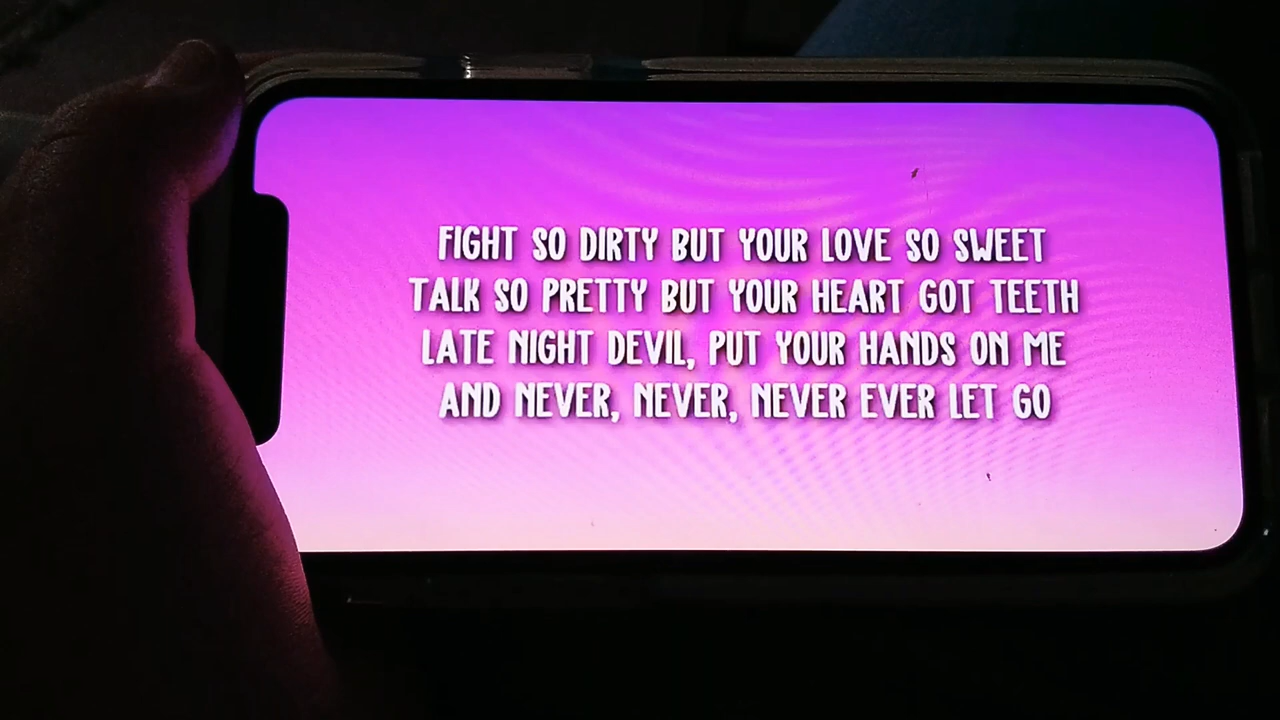 FIGHT SO DIRTY BUT YOUR LOVE SO SWEET
TALK SO PRETTY BUT YOUR HEART GOT TEETH
LATE NIGHT DEVIL, PUT YOUR HANDS ON ME
AND NEVER, NEVER, NEVER EVER LET GO